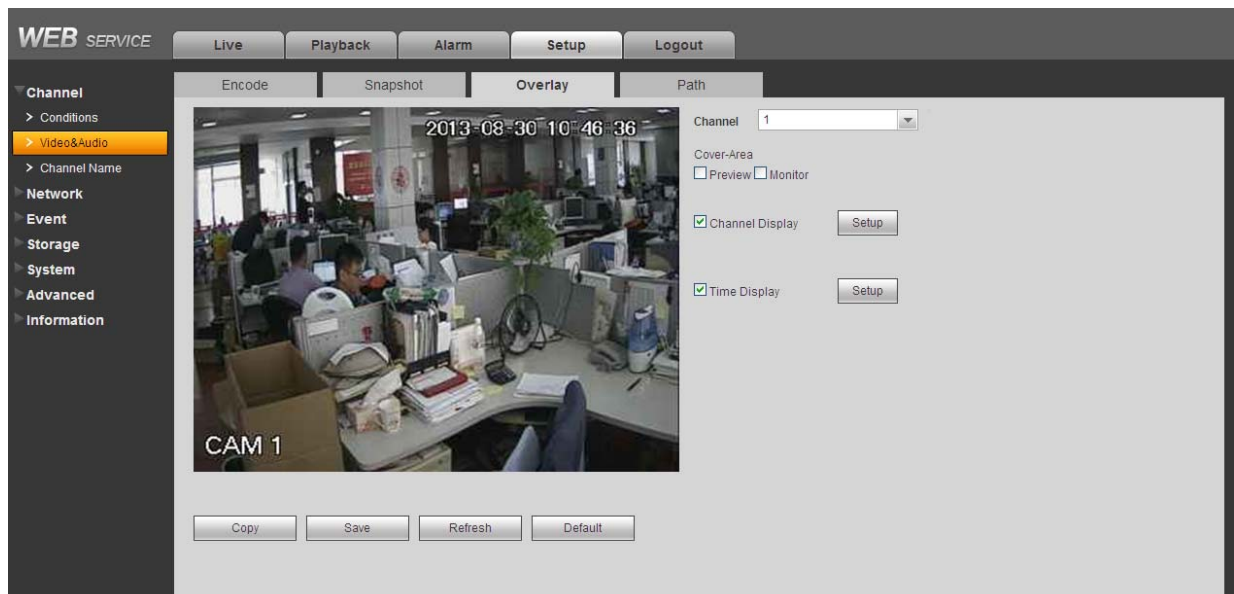 WEB SERVICE
Live
Playback
Alarm
Setup
Logout
Channel
> Conditions
> Video&Audio
> Channel Name
Network
Event
Storage
System
Advanced
Information
Encode
Snapshot
Overlay
Path
2013-08-30 10:46:36
CAM 1
Channel 1
Cover-Area
Preview Monitor
Channel Display Setup
Time Display Setup
Copy
Save
Refresh
Default